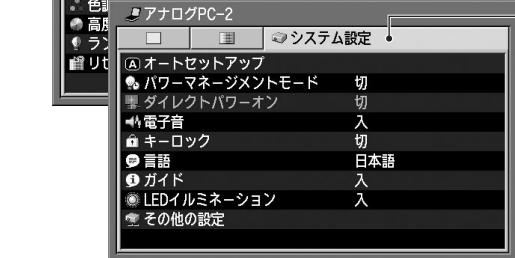 色
高
ラン
リセ
アナログPC-2
システム設定
オートセットアップ
パワーマネージメントモード 切
ダイレクトパワーオン 切
電子音 入
キーロック 切
言語 日本語
ガイド 入
LEDイルミネーション 入
その他の設定